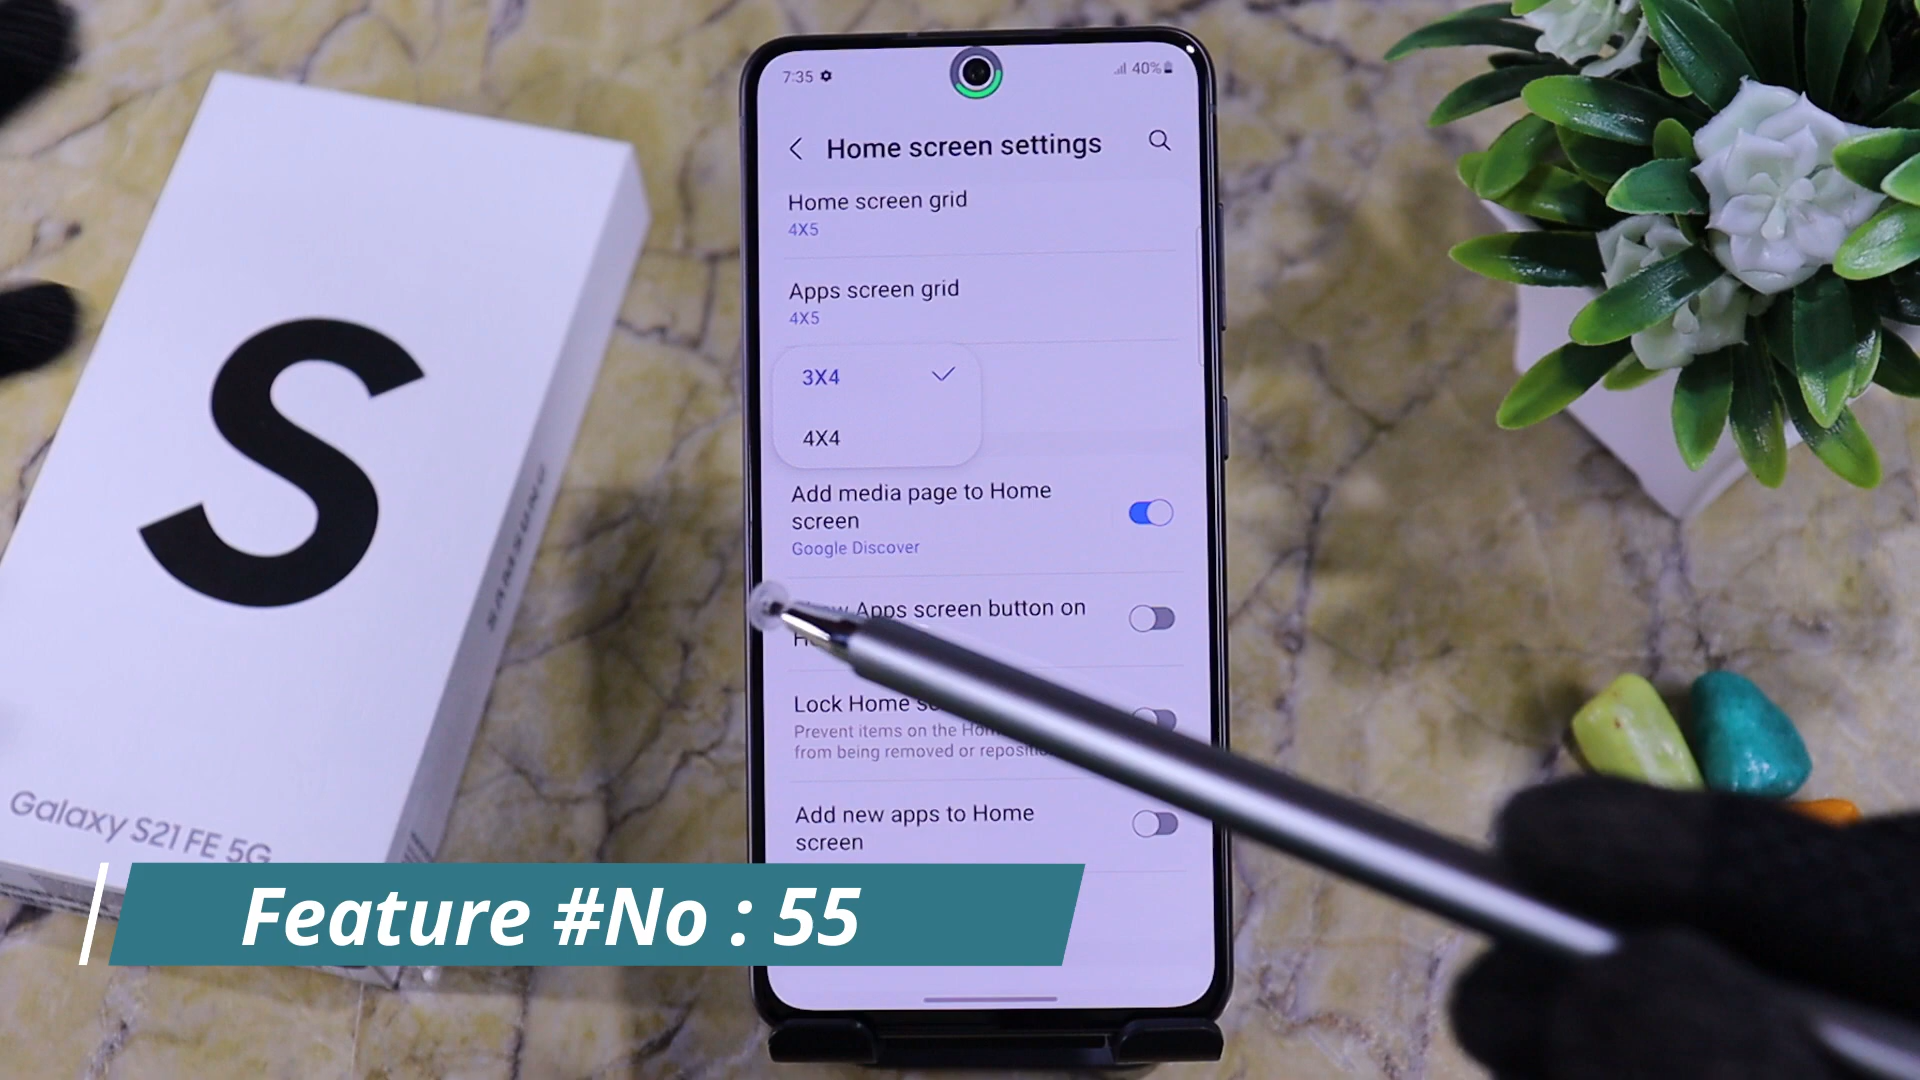 7:35
40%
Home screen settings
Home screen grid
4X5
Apps screen grid
4X5
3X4
4X4
Add media page to Home
screen
Google Discover
Apps screen button on
Lock Home
Prevent items on the
from being removed or
Add new apps to Home
screen
S
SAMSUNG
Galaxy S21 FE 5G
Feature #No : 55